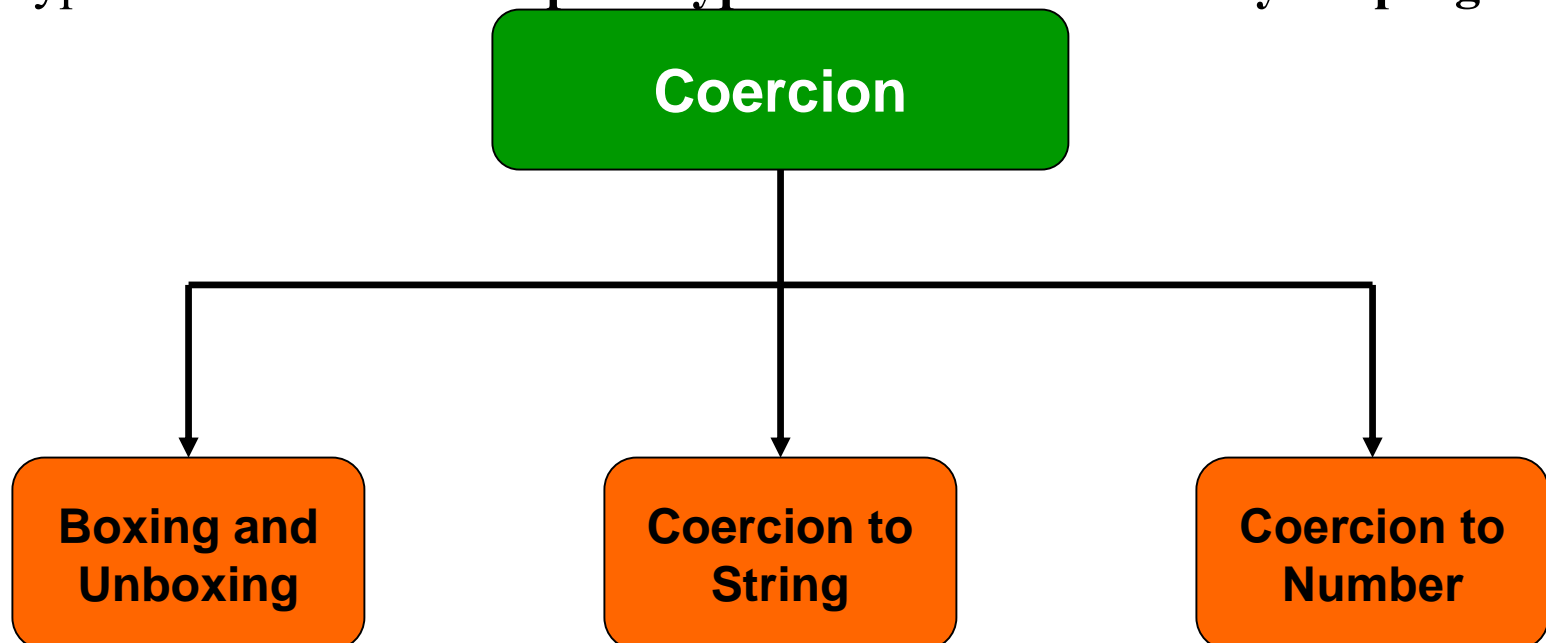 Coercion
Boxing and
Unboxing
Coercion to
String
Coercion to
Number